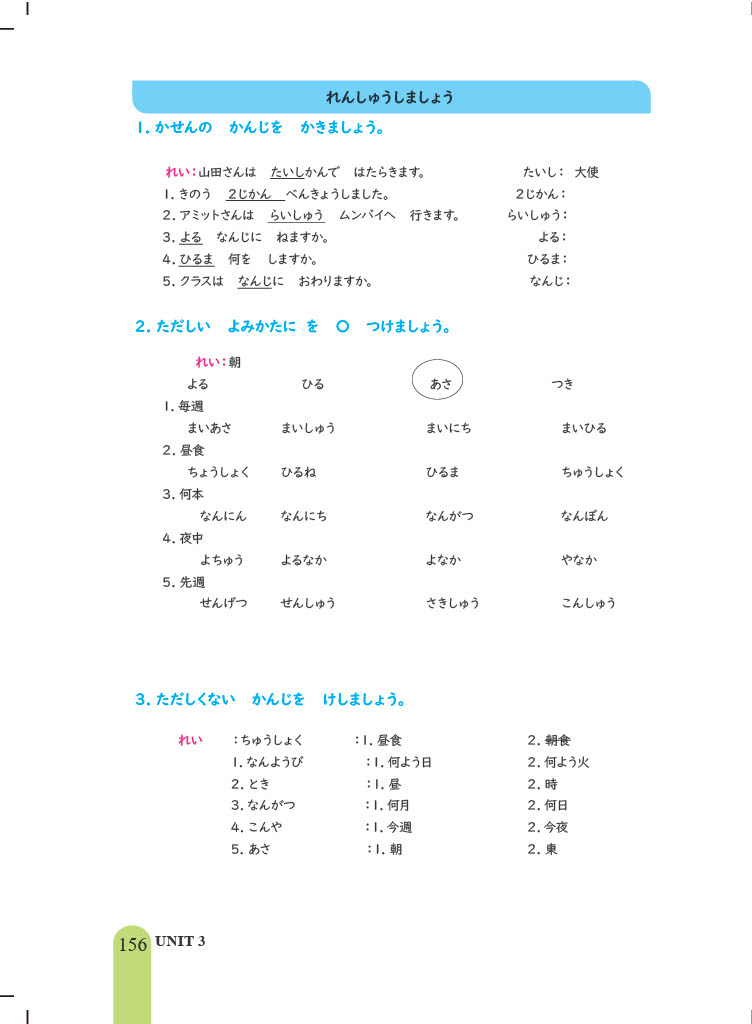 れんしゅうしましょう
1. かせんの かんじを かきましょう。
れい：山田さんは たいしかんで はたらきます。 たいし： 大使
1. きのう 2じかん べんきょうしました。 2じかん：
2. アミットさんは らいしゅう ムンバイへ 行きます。 らいしゅう：
3. よる なんじに ねますか。 よる：
4. ひるま 何を しますか。 ひるま：
5. クラスは なんじに おわりますか。 なんじ：
2. ただしい よみかたに を ○ つけましょう。
れい：朝
よる ひる あさ つき
1. 毎週
まいあさ まいしゅう まいにち まいひる
2. 昼食
ちょうしょく ひるね ひるま ちゅうしょく
3. 何本
なんにん なんにち なんがつ なんぼん
4. 夜中
よちゅう よるなか よなか やなか
5. 先週
せんげつ せんしゅう さきしゅう こんしゅう
3. ただしくない かんじを けしましょう。
れい ：ちゅうしょく ：1. 昼食 2. 朝食
1. なんようび ：1. 何よう日 2. 何よう火
2. とき ：1. 昼 2. 時
3. なんがつ ：1. 何月 2. 何日
4. こんや ：1. 今週 2. 今夜
5. あさ ：1. 朝 2. 東
156 UNIT 3